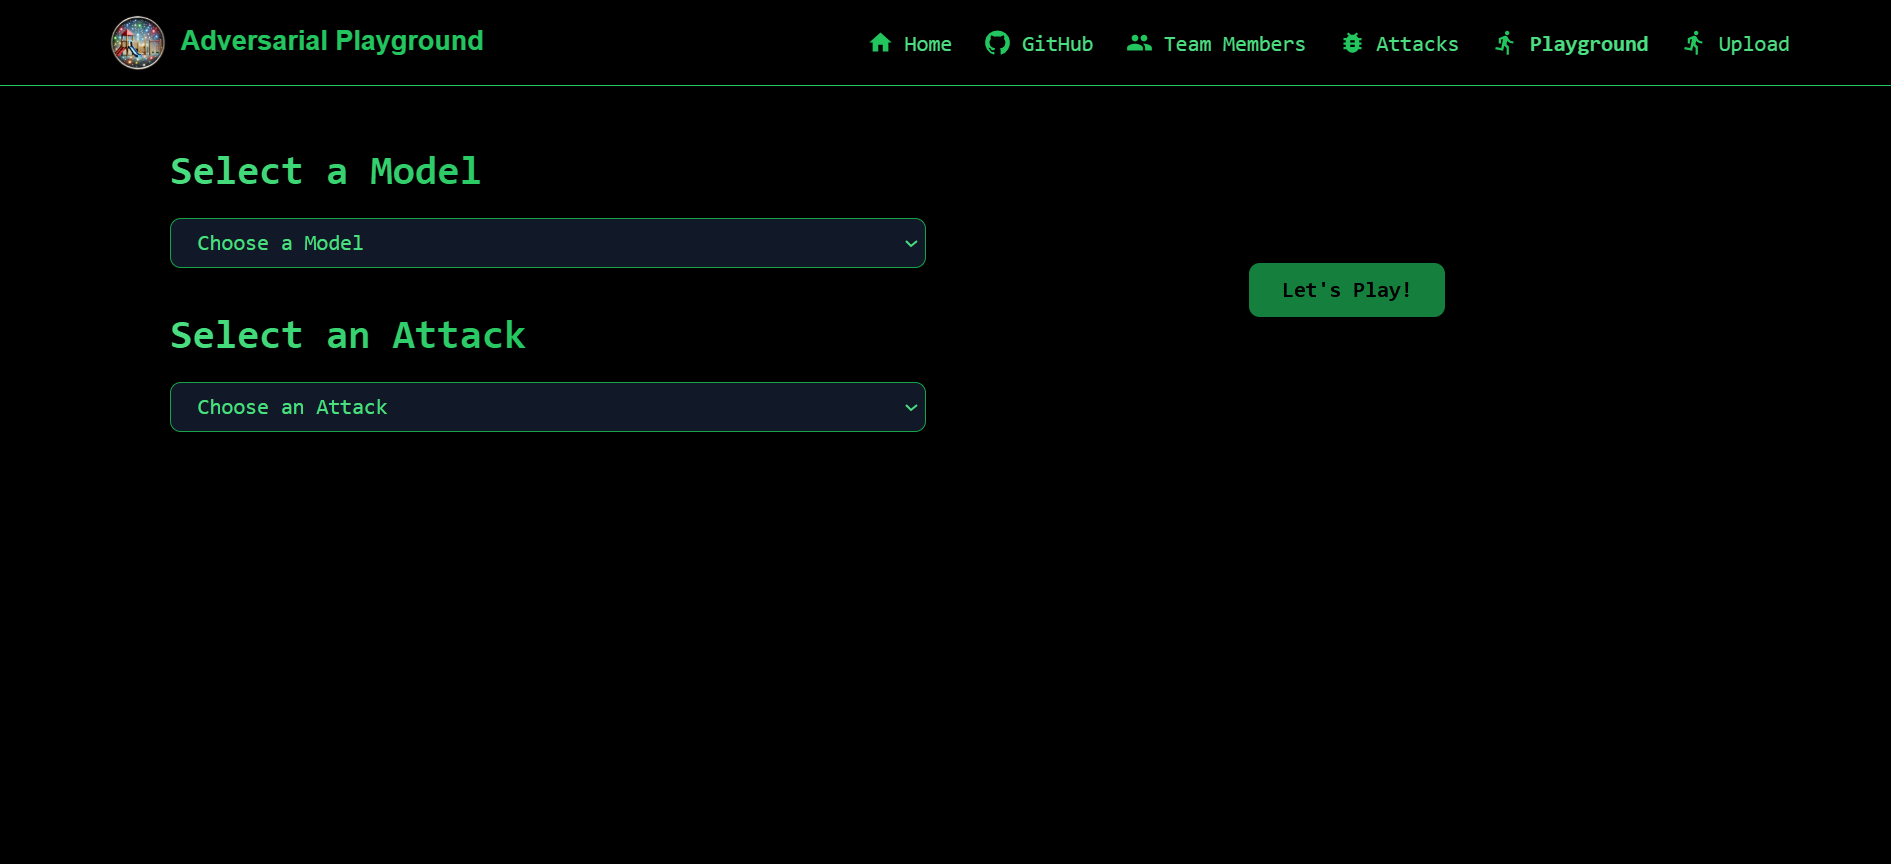 Adversarial Playground
Home GitHub Team Members Attacks Playground Upload
Select a Model
Choose a Model
Let's Play!
Select an Attack
Choose an Attack